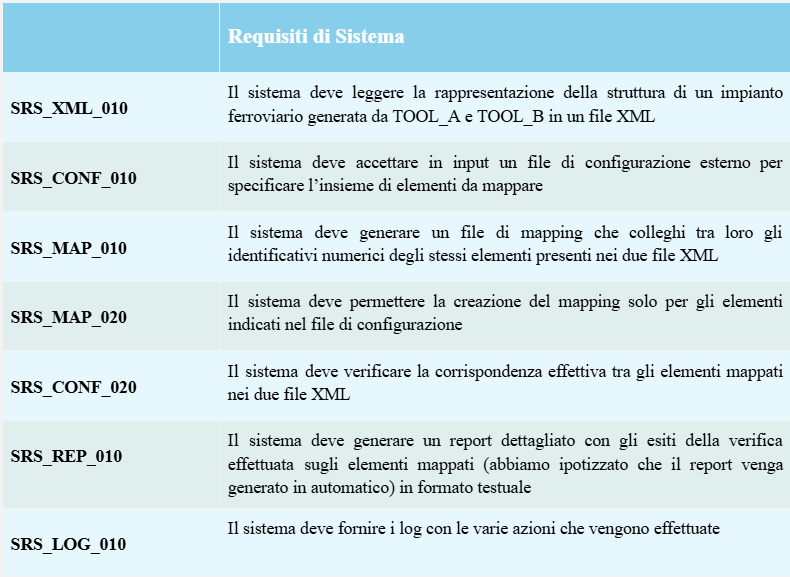 Requisiti di Sistema
SRS_XML_010
Il sistema deve leggere la rappresentazione della struttura di un impianto
ferroviario generata da TOOL_A e TOOL_B in un file XML
SRS_CONF_010
Il sistema deve accettare in input un file di configurazione esterno per
specificare l’insieme di elementi da mappare
SRS_MAP_010
Il sistema deve generare un file di mapping che colleghi tra loro gli
identificativi numerici degli stessi elementi presenti nei due file XML
SRS_MAP_020
Il sistema deve permettere la creazione del mapping solo per gli elementi
indicati nel file di configurazione
SRS_CONF_020
Il sistema deve verificare la corrispondenza effettiva tra gli elementi mappati
nei due file XML
SRS_REP_010
Il sistema deve generare un report dettagliato con gli esiti della verifica
effettuata sugli elementi mappati (abbiamo ipotizzato che il report venga
generato in automatico) in formato testuale
SRS_LOG_010
Il sistema deve fornire i log con le varie azioni che vengono effettuate